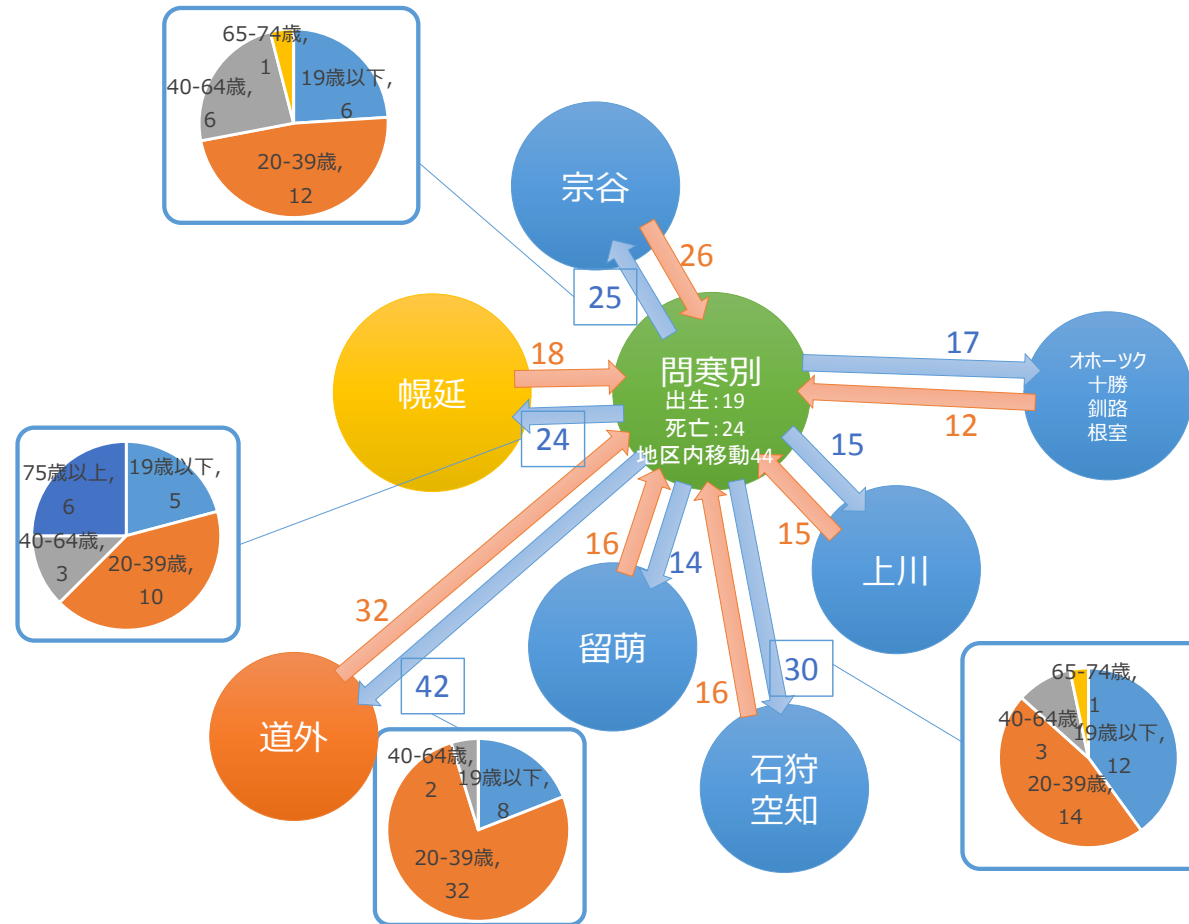 65-74歳,
1
19歳以下,
6
40-64歳,
6
20-39歳,
12
宗谷
26
25
幌延
18
24
問寒別
出生:19
死亡:24
地区内移動44
17
12
オホーツク
十勝
釧路
根室
15
15
上川
75歳以上,
6
19歳以下,
5
40-64歳,
3
20-39歳,
10
16
14
留萌
32
42
道外
16
30
石狩
空知
40-64歳,
2
19歳以下,
8
20-39歳,
32
65-74歳,
1
40-64歳,
3
19歳以下,
12
20-39歳,
14